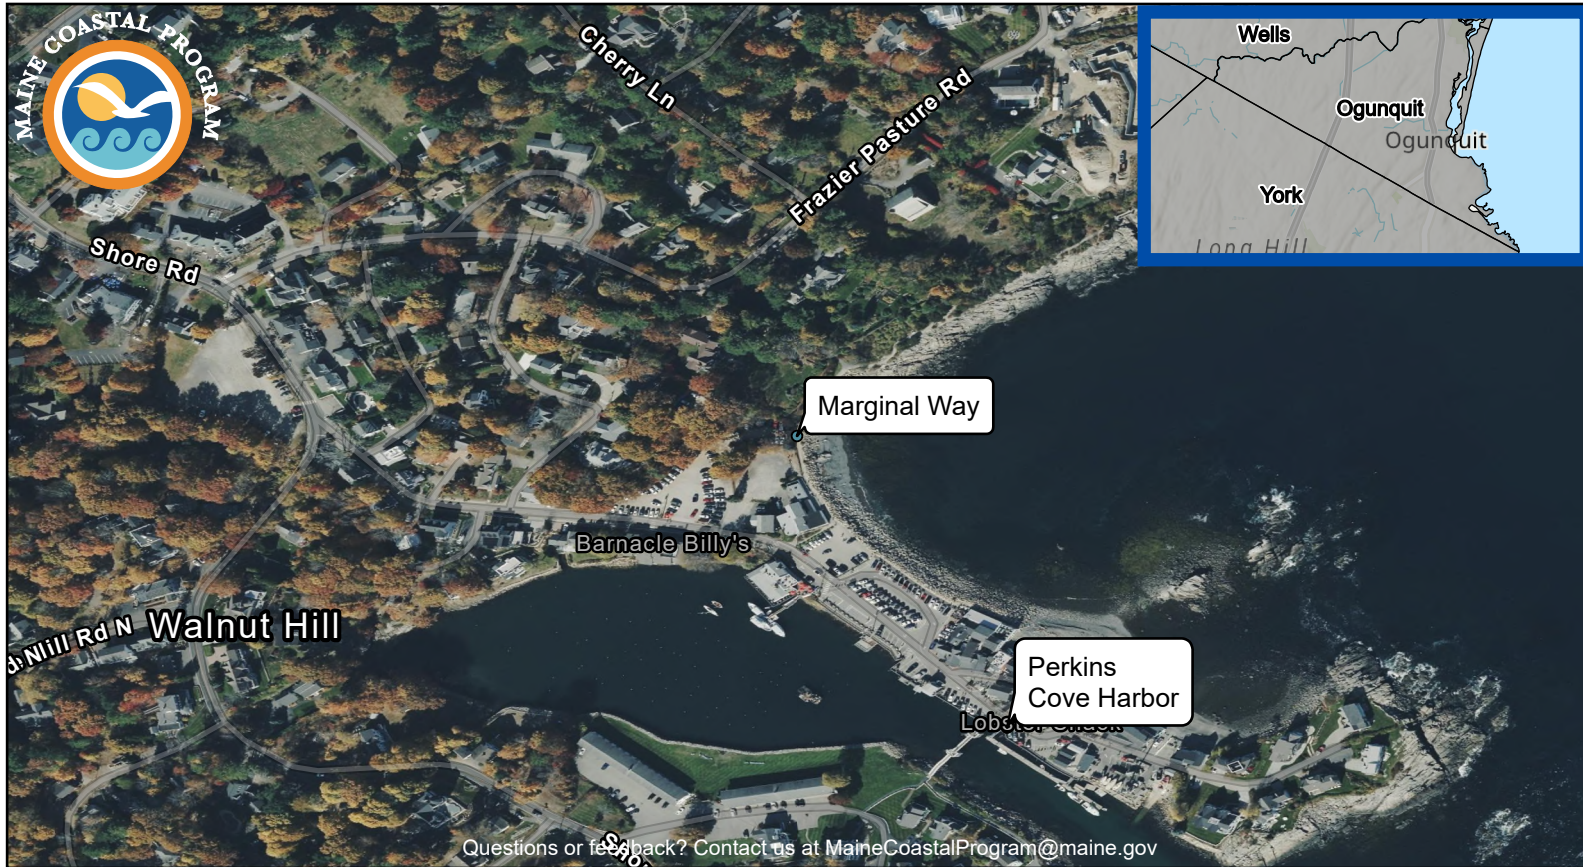 MAINE COASTAL PROGRAM
Cherry Ln
Frazier Pasture Rd
Shore Rd
Wells
Ogunquit
Ogunquit
York
Long Hill
Marginal Way
Barnacle Billy's
Walnut Hill
Rd N
Perkins
Cove Harbor
Questions or feedback? Contact us at MaineCoastalProgram@maine.gov